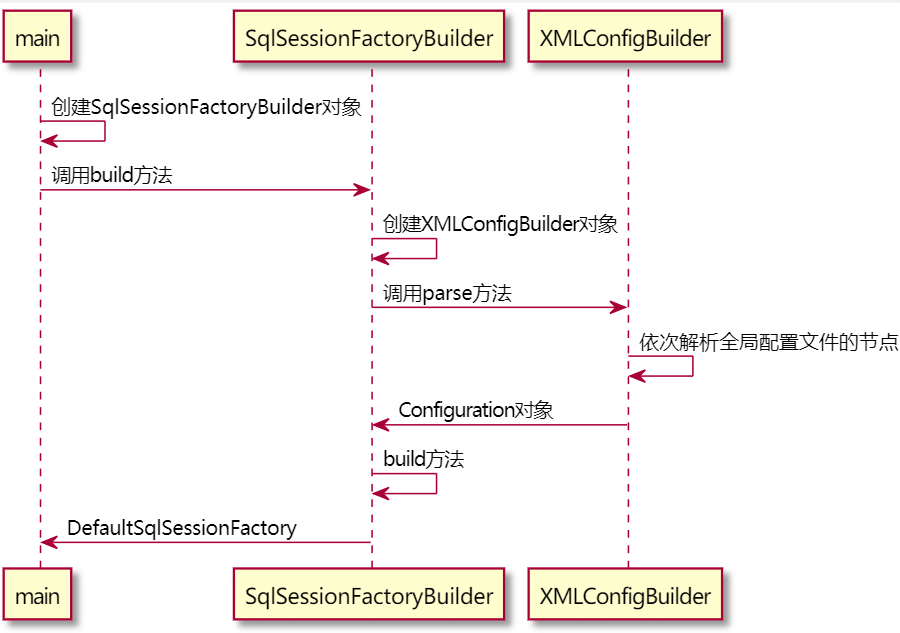 main
SqlSessionFactoryBuilder
XMLConfigBuilder
创建SqlSessionFactoryBuilder对象
调用build方法
创建XMLConfigBuilder对象
调用parse方法
依次解析全局配置文件的节点
Configuration对象
build方法
DefaultSqlSessionFactory
main
SqlSessionFactoryBuilder
XMLConfigBuilder